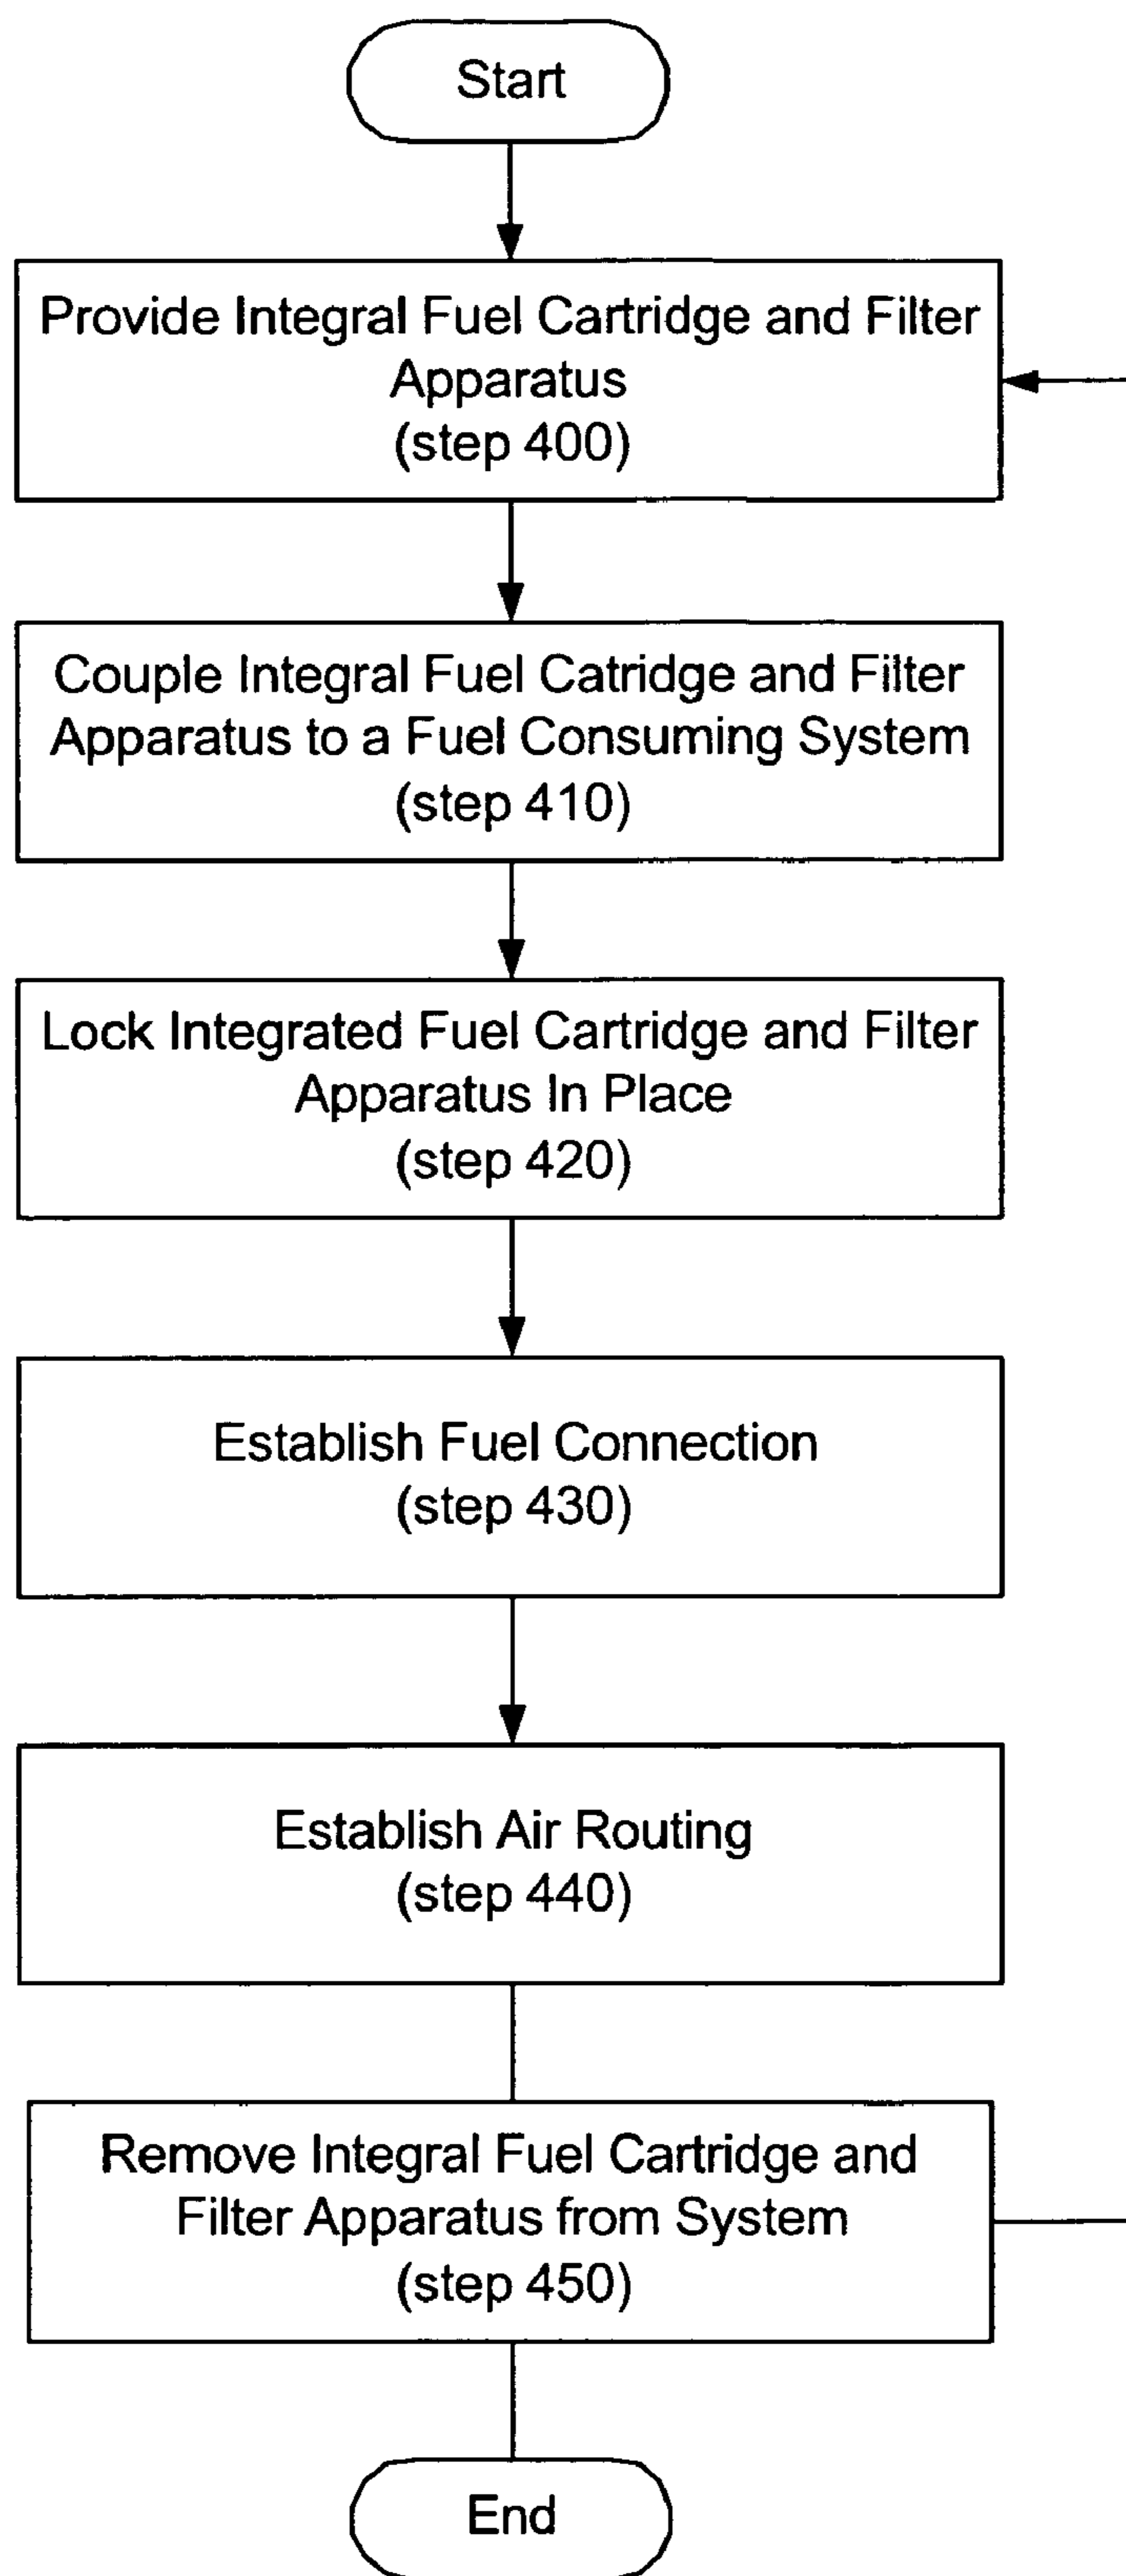 Start
Provide Integral Fuel Cartridge and Filter
Apparatus
(step 400)
Couple Integral Fuel Catridge and Filter
Apparatus to a Fuel Consuming System
(step 410)
Lock Integrated Fuel Cartridge and Filter
Apparatus In Place
(step 420)
Establish Fuel Connection
(step 430)
Establish Air Routing
(step 440)
Remove Integral Fuel Cartridge and
Filter Apparatus from System
(step 450)
End